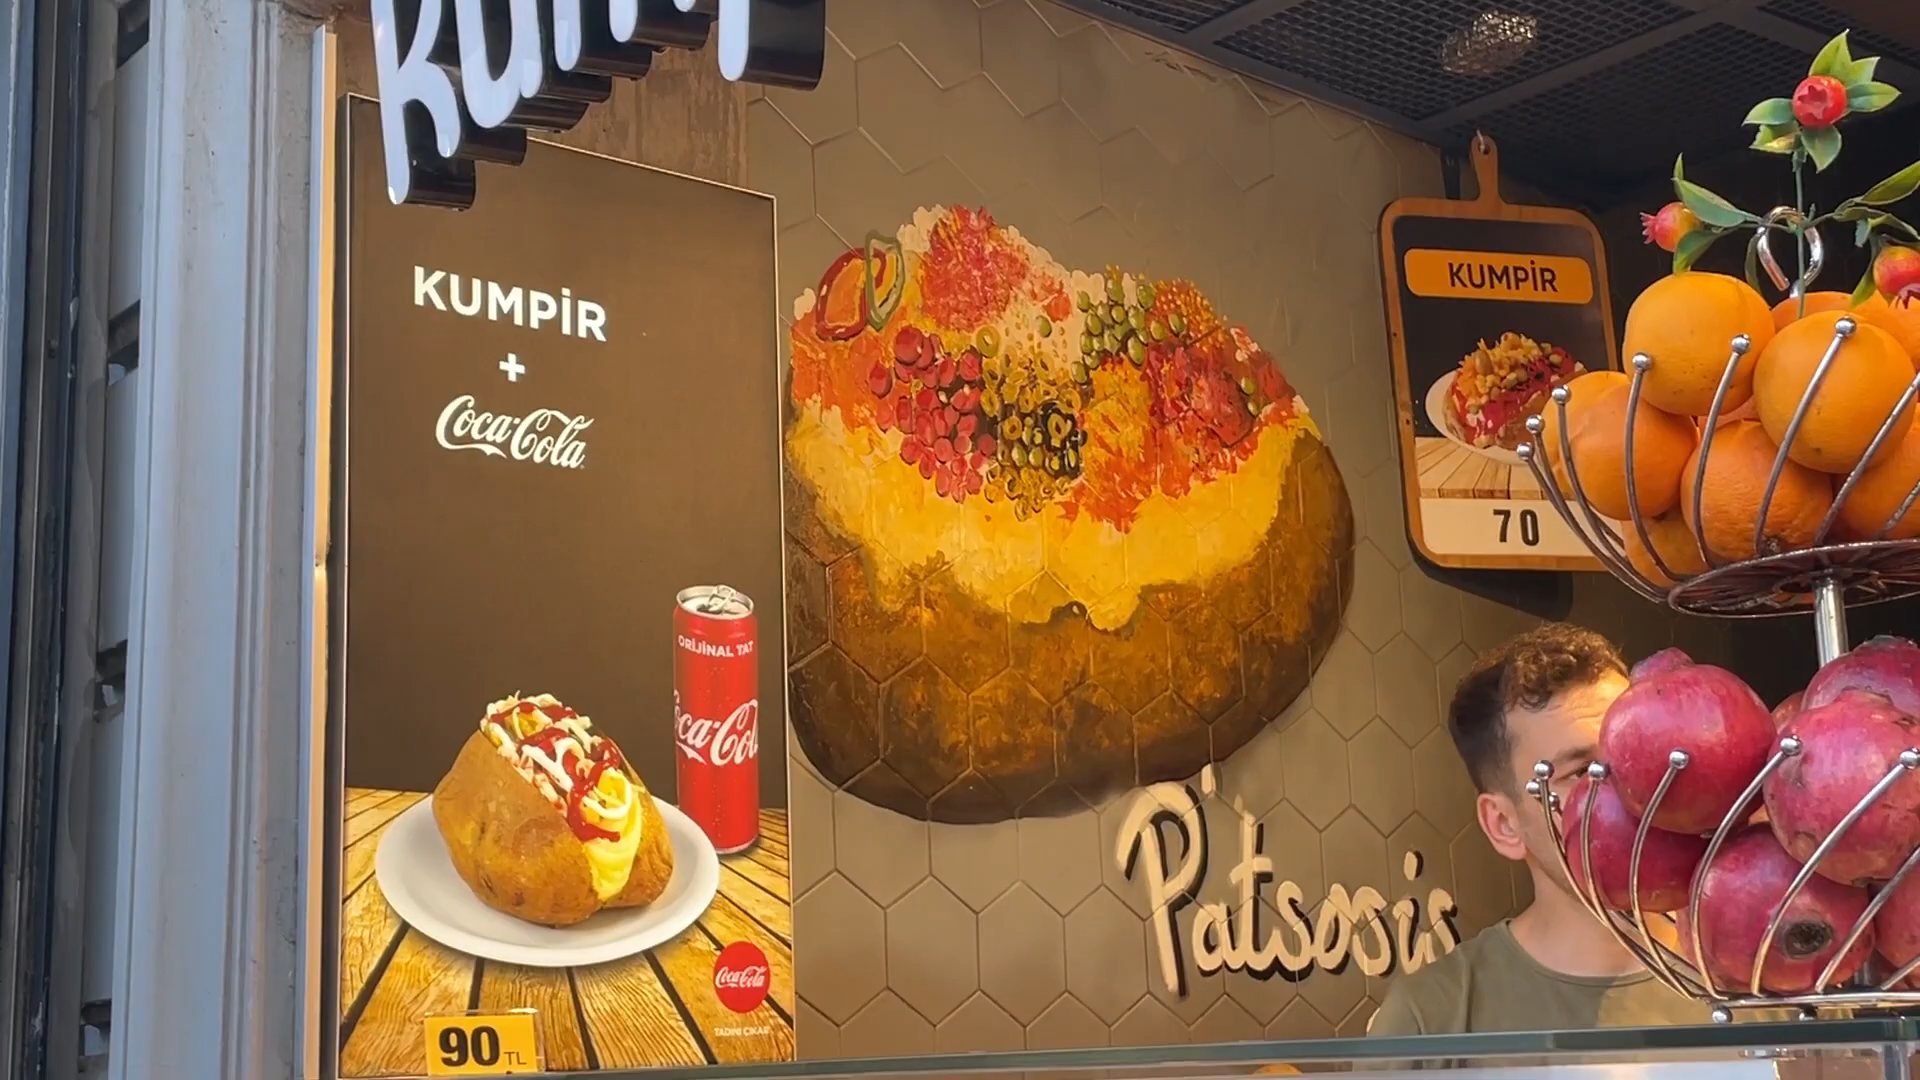 KUMPİR
+
Coca-Cola
ORİJİNAL TAT
Coca-Cola
Coca-Cola
TADINI ÇIKAR
90 TL
Patsosis
KUMPİR
70